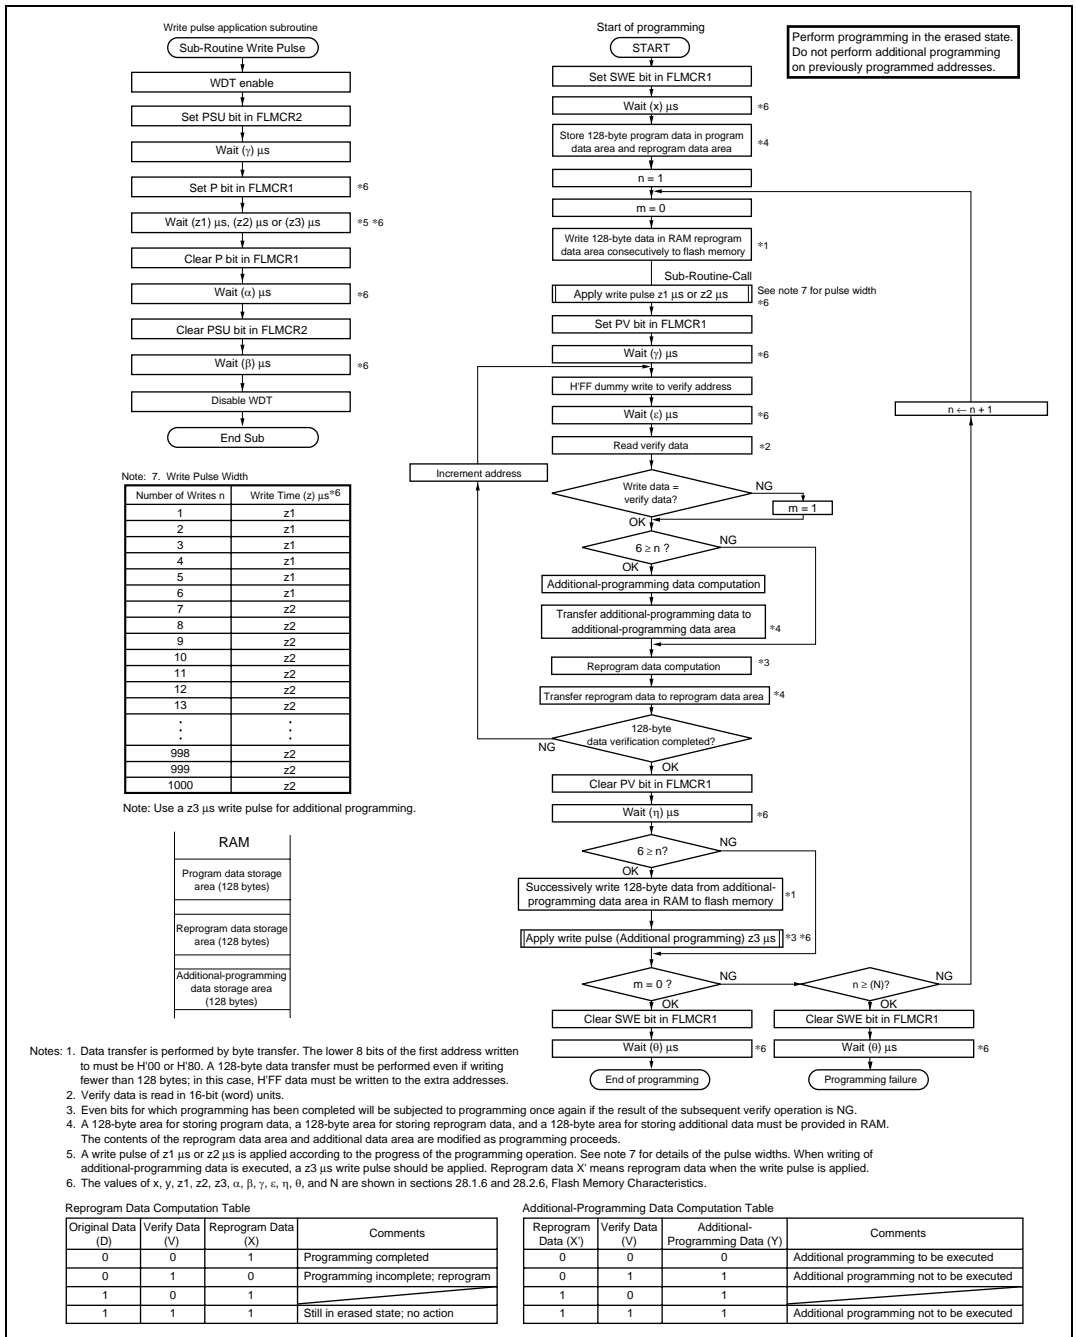 Write pulse application subroutine
Sub-Routine Write Pulse
WDT enable
Set PSU bit in FLMCR2
Wait (γ) μs
Set P bit in FLMCR1
*6
Wait (z1) μs, (z2) μs or (z3) μs
*5 *6
Clear P bit in FLMCR1
Wait (α) μs
*6
Clear PSU bit in FLMCR2
Wait (β) μs
*6
Disable WDT
End Sub
Note: 7. Write Pulse Width
Number of Writes n Write Time (z) μs*6
1 z1
2 z1
3 z1
4 z1
5 z1
6 z1
7 z2
8 z2
9 z2
10 z2
11 z2
12 z2
13 z2
998 z2
999 z2
1000 z2
Note: Use a z3 μs write pulse for additional programming.
RAM
Program data storage
area (128 bytes)
Reprogram data storage
area (128 bytes)
Additional-programming
data storage area
(128 bytes)
Start of programming
START
Perform programming in the erased state.
Do not perform additional programming
on previously programmed addresses.
Set SWE bit in FLMCR1
Wait (x) μs
*6
Store 128-byte program data in program
data area and reprogram data area
*4
n = 1
m = 0
Write 128-byte data in RAM reprogram
data area consecutively to flash memory
*1
Sub-Routine-Call
Apply write pulse z1 μs or z2 μs
See note 7 for pulse width
*6
Set PV bit in FLMCR1
Wait (γ) μs
*6
H'FF dummy write to verify address
Wait (ε) μs
*6
Read verify data
*2
Increment address
Write data =
verify data?
NG
m = 1
OK
6 ≥ n ?
NG
OK
Additional-programming data computation
Transfer additional-programming data to
additional-programming data area
*4
Reprogram data computation
*3
Transfer reprogram data to reprogram data area
*4
128-byte
data verification completed?
NG
OK
Clear PV bit in FLMCR1
Wait (η) μs
*6
6 ≥ n?
NG
OK
Successively write 128-byte data from additional-
programming data area in RAM to flash memory
*1
Apply write pulse (Additional programming) z3 μs
*3 *6
m = 0 ?
NG
OK
n ≥ (N)?
NG
OK
n ← n + 1
Clear SWE bit in FLMCR1
Clear SWE bit in FLMCR1
Wait (θ) μs
*6
Wait (θ) μs
*6
End of programming
Programming failure
Notes: 1. Data transfer is performed by byte transfer. The lower 8 bits of the first address written
to must be H'00 or H'80. A 128-byte data transfer must be performed even if writing
fewer than 128 bytes; in this case, H'FF data must be written to the extra addresses.
2. Verify data is read in 16-bit (word) units.
3. Even bits for which programming has been completed will be subjected to programming once again if the result of the subsequent verify operation is NG.
4. A 128-byte area for storing program data, a 128-byte area for storing reprogram data, and a 128-byte area for storing additional data must be provided in RAM.
The contents of the reprogram data area and additional data area are modified as programming proceeds.
5. A write pulse of z1 μs or z2 μs is applied according to the progress of the programming operation. See note 7 for details of the pulse widths. When writing of
additional-programming data is executed, a z3 μs write pulse should be applied. Reprogram data X' means reprogram data when the write pulse is applied.
6. The values of x, y, z1, z2, z3, α, β, γ, ε, η, θ, and N are shown in sections 28.1.6 and 28.2.6, Flash Memory Characteristics.
Reprogram Data Computation Table
Original Data (D) Verify Data (V) Reprogram Data (X) Comments
0 0 1 Programming completed
0 1 0 Programming incomplete; reprogram
1 0 1
1 1 1 Still in erased state; no action
Additional-Programming Data Computation Table
Reprogram Data (X') Verify Data (V) Additional-Programming Data (Y) Comments
0 0 0 Additional programming to be executed
0 1 1 Additional programming not to be executed
1 0 1
1 1 1 Additional programming not to be executed